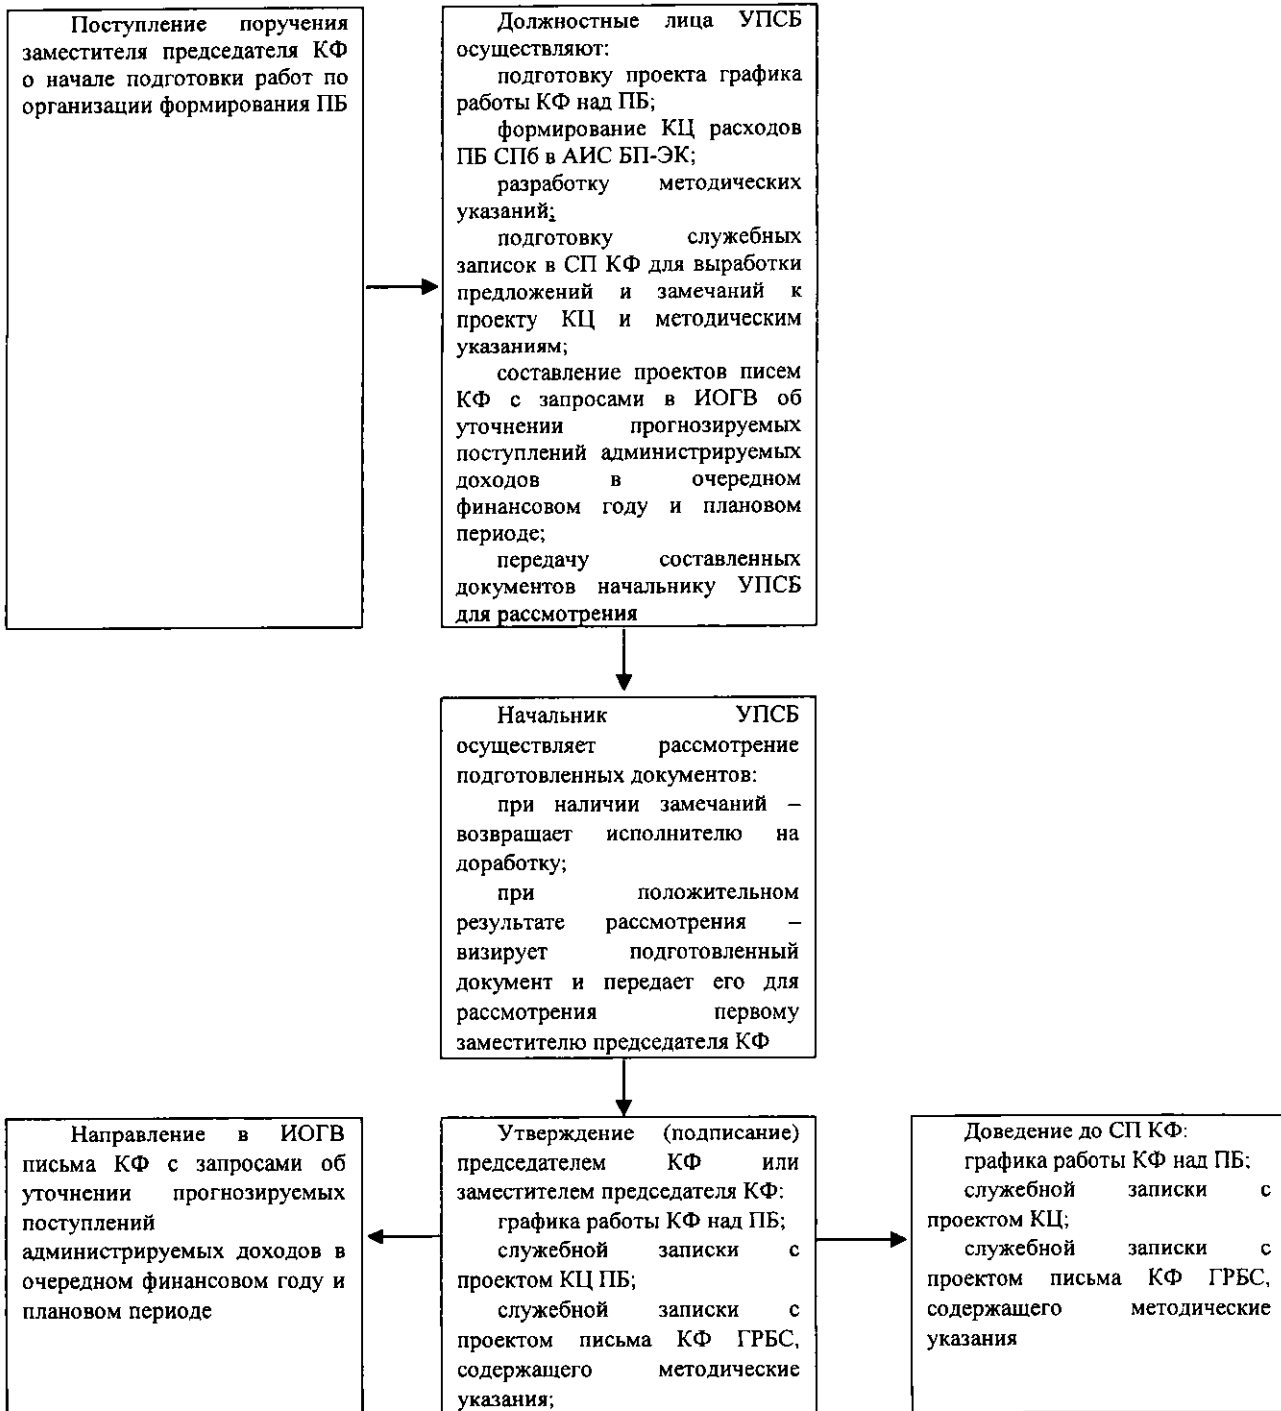 Поступление поручения
заместителя председателя КФ
о начале подготовки работ по
организации формирования ПБ
Должностные лица УПСБ
осуществляют:
подготовку проекта графика
работы КФ над ПБ;
формирование КЦ расходов
ПБ СПб в АИС БП-ЭК;
разработку методических
указаний;
подготовку служебных
записок в СП КФ для выработки
предложений и замечаний к
проекту КЦ и методическим
указаниям;
составление проектов писем
КФ с запросами в ИОГВ об
уточнении прогнозируемых
поступлений администрируемых
доходов в очередном
финансовом году и плановом
периоде;
передачу составленных
документов начальнику УПСБ
для рассмотрения
Начальник УПСБ
осуществляет рассмотрение
подготовленных документов:
при наличии замечаний –
возвращает исполнителю на
доработку;
при положительном
результате рассмотрения –
визирует подготовленный
документ и передает его для
рассмотрения первому
заместителю председателя КФ
Направление в ИОГВ
письма КФ с запросами об
уточнении прогнозируемых
поступлений
администрируемых доходов в
очередном финансовом году и
плановом периоде
Утверждение (подписание)
председателем КФ или
заместителем председателя КФ:
графика работы КФ над ПБ;
служебной записки с
проектом КЦ ПБ;
служебной записки с
проектом письма КФ ГРБС,
содержащего методические
указания;
Доведение до СП КФ:
графика работы КФ над ПБ;
служебной записки с
проектом КЦ;
служебной записки с
проектом письма КФ ГРБС,
содержащего методические
указания